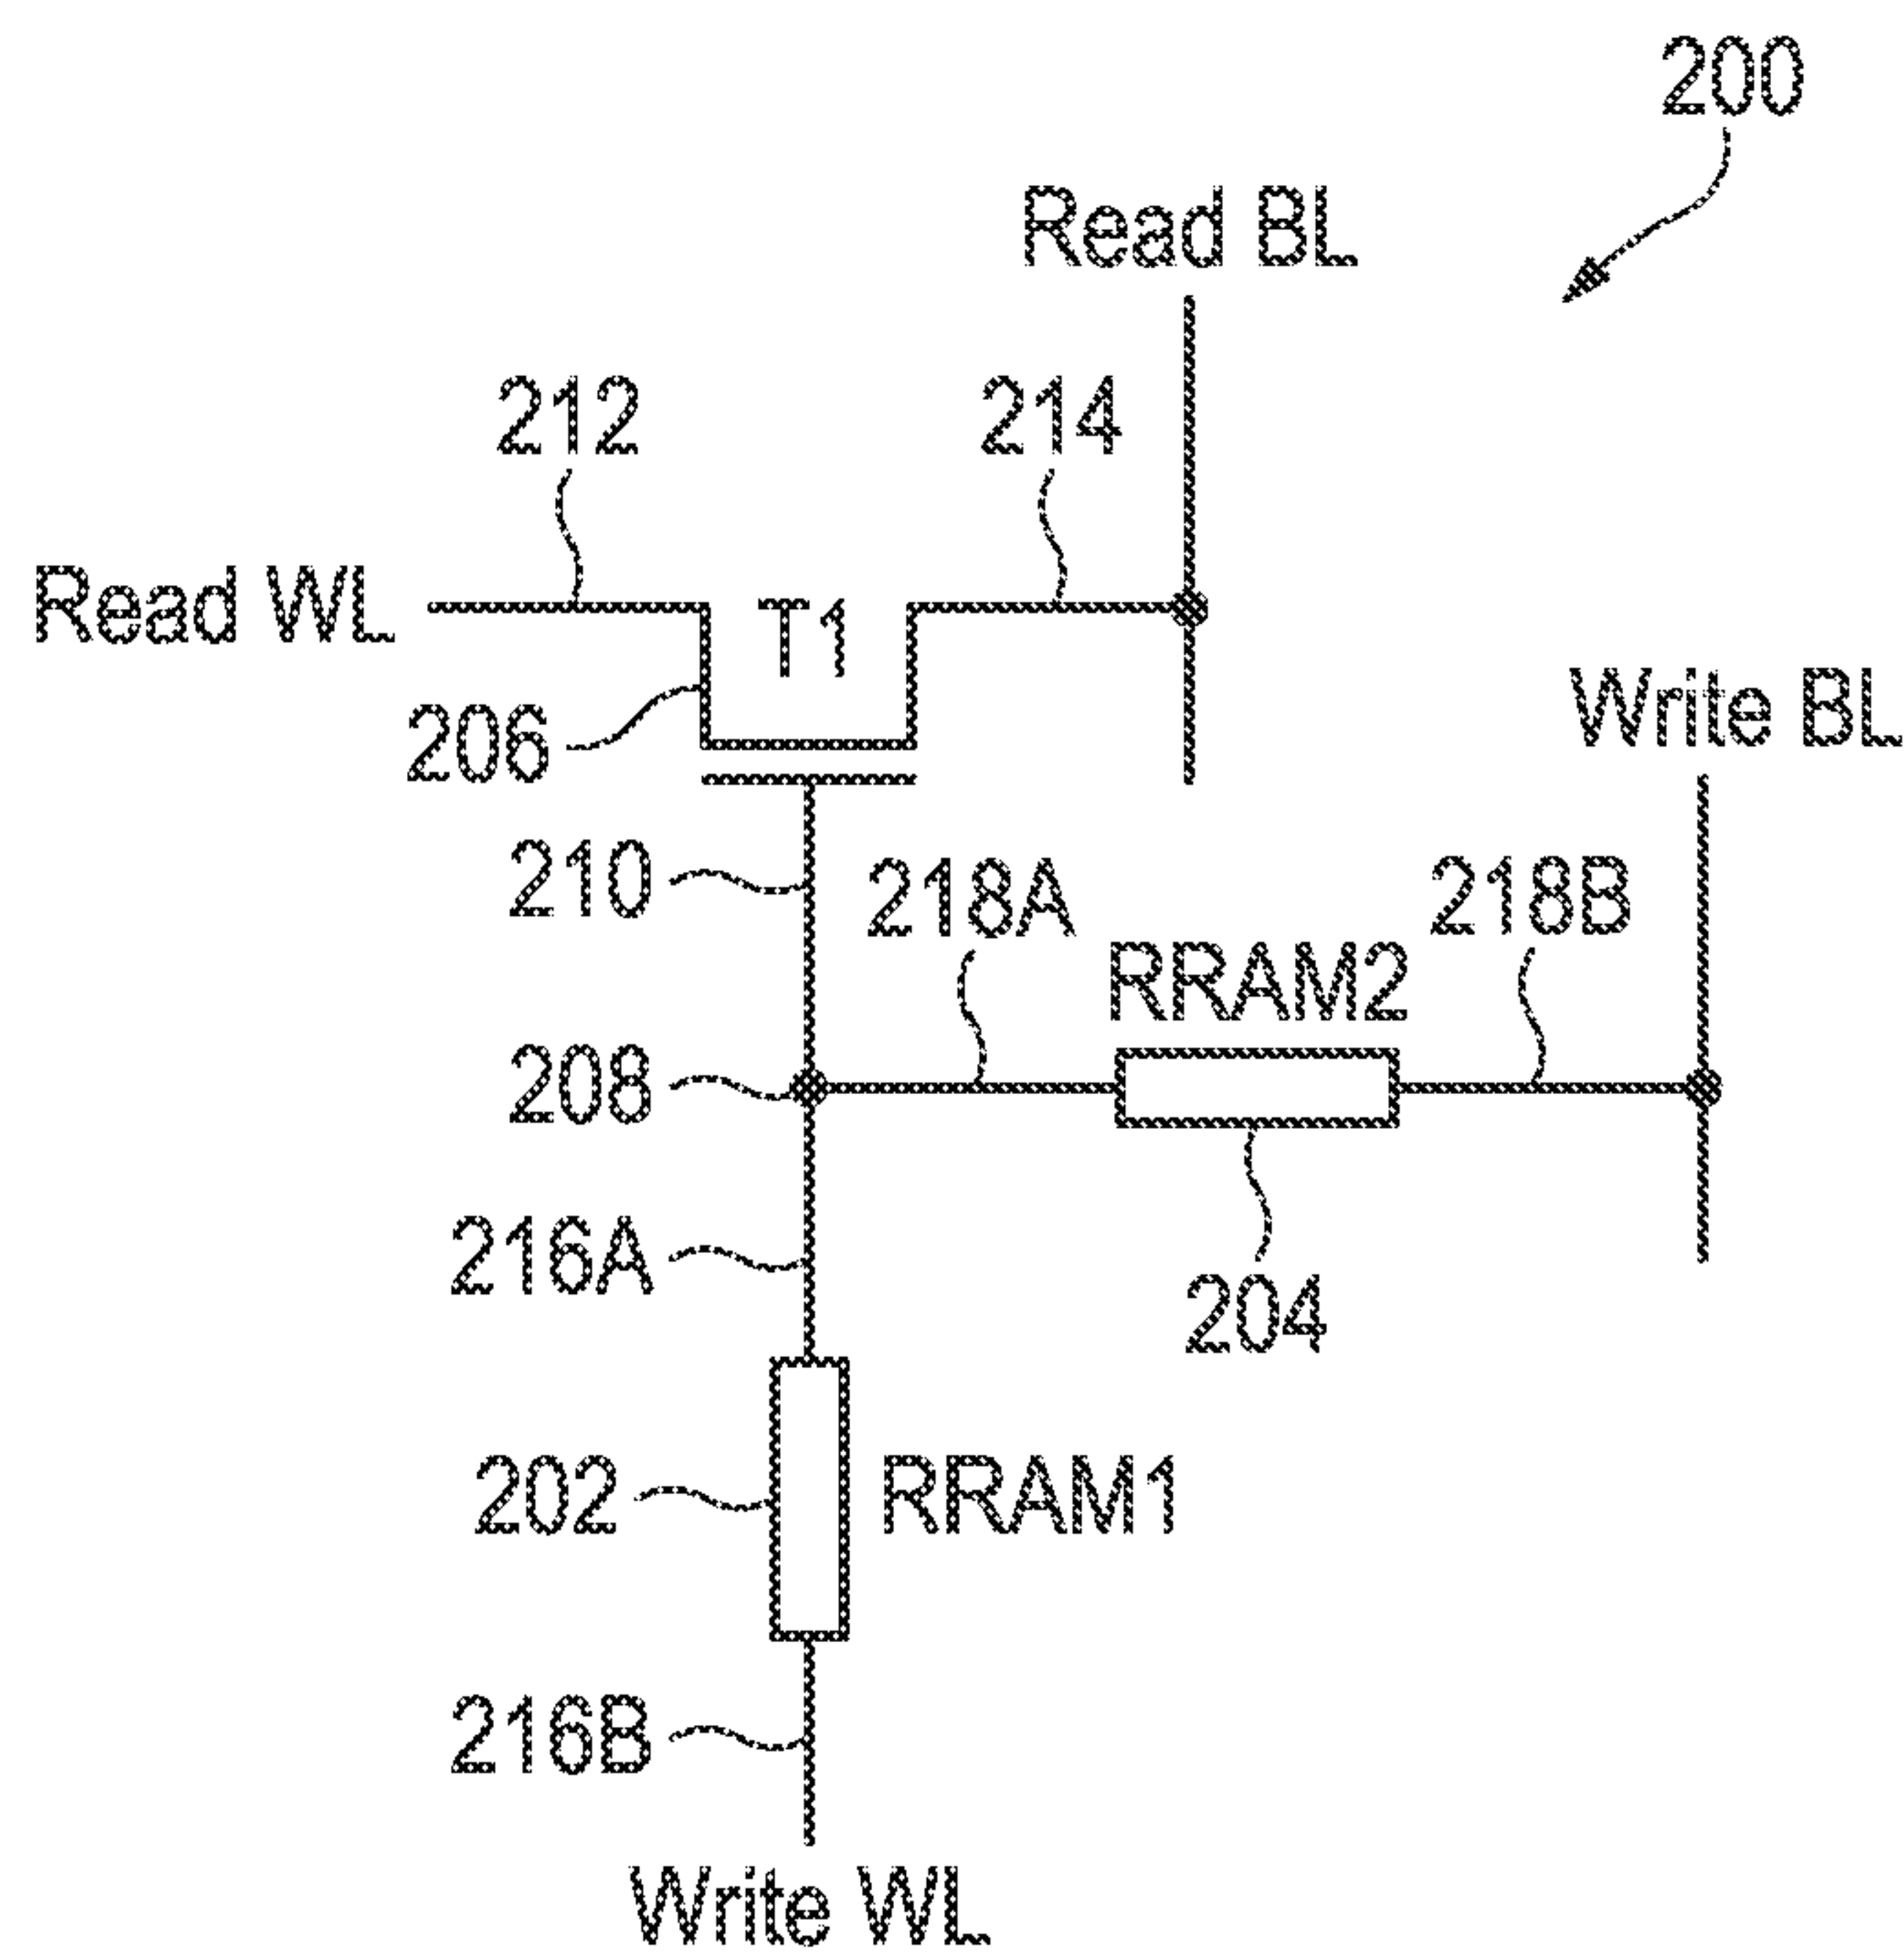 200
Read BL
212
214
Read WL
T1
206
Write BL
210
218A
218B
RRAM2
208
216A
204
202
RRAM1
216B
Write WL